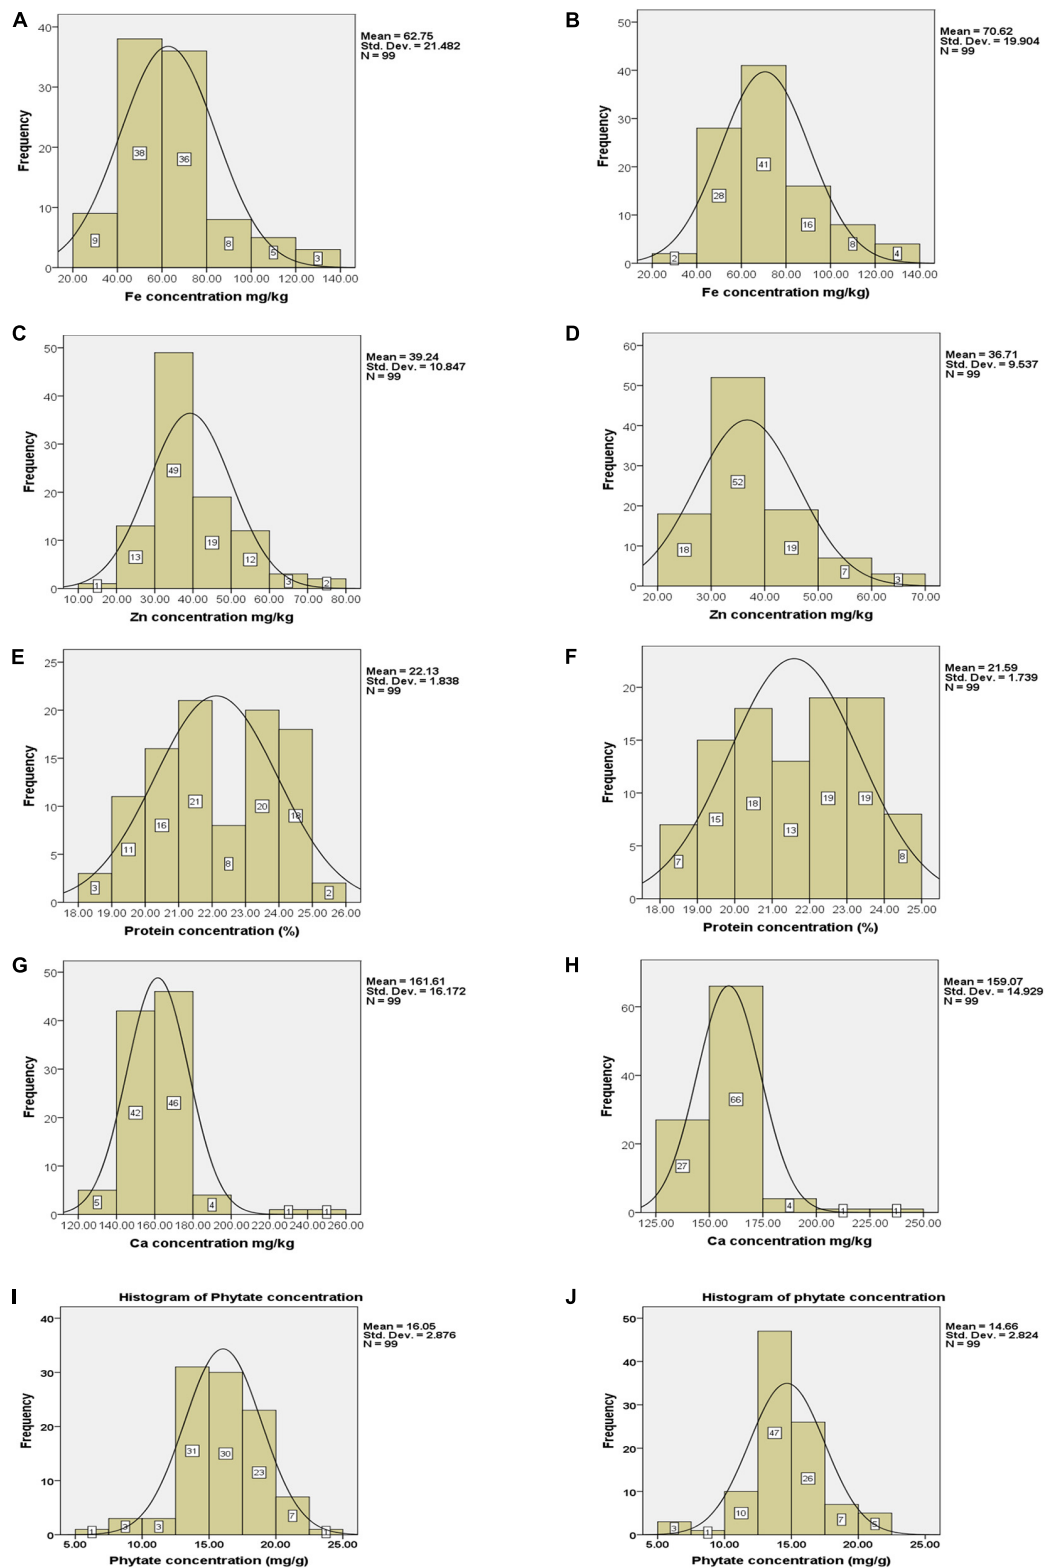 A
Mean = 62.75
Std. Dev. = 21.482
N = 99
40
30
20
10
0
Frequency
38
36
9
8
5
3
20.00 40.00 60.00 80.00 100.00 120.00 140.00
Fe concentration mg/kg
B
Mean = 70.62
Std. Dev. = 19.904
N = 99
50
40
30
20
10
0
Frequency
41
28
16
8
4
2
20.00 40.00 60.00 80.00 100.00 120.00 140.00
Fe concentration mg/kg)
C
Mean = 39.24
Std. Dev. = 10.847
N = 99
50
40
30
20
10
0
Frequency
49
19
13
12
1
3
2
10.00 20.00 30.00 40.00 50.00 60.00 70.00 80.00
Zn concentration mg/kg
D
Mean = 36.71
Std. Dev. = 9.537
N = 99
60
50
40
30
20
10
0
Frequency
52
18
19
7
3
20.00 30.00 40.00 50.00 60.00 70.00
Zn concentration mg/kg
E
Mean = 22.13
Std. Dev. = 1.838
N = 99
25
20
15
10
5
0
Frequency
21
20
18
16
11
8
3
2
18.00 19.00 20.00 21.00 22.00 23.00 24.00 25.00 26.00
Protein concentration (%)
F
Mean = 21.59
Std. Dev. = 1.739
N = 99
20
15
10
5
0
Frequency
18
19
19
15
13
7
8
18.00 19.00 20.00 21.00 22.00 23.00 24.00 25.00
Protein concentration (%)
G
Mean = 161.61
Std. Dev. = 16.172
N = 99
50
40
30
20
10
0
Frequency
42
46
5
4
1
1
120.00 140.00 160.00 180.00 200.00 220.00 240.00 260.00
Ca concentration mg/kg
H
Mean = 159.07
Std. Dev. = 14.929
N = 99
60
40
20
0
Frequency
66
27
4
1
1
125.00 150.00 175.00 200.00 225.00 250.00
Ca concentration mg/kg
I
Histogram of Phytate concentration
Mean = 16.05
Std. Dev. = 2.876
N = 99
40
30
20
10
0
Frequency
31
30
23
7
1
3
3
1
5.00 10.00 15.00 20.00 25.00
Phytate concentration (mg/g)
J
Histogram of phytate concentration
Mean = 14.66
Std. Dev. = 2.824
N = 99
50
40
30
20
10
0
Frequency
47
26
10
7
5
3
1
5.00 10.00 15.00 20.00 25.00
Phytate concentration (mg/g)